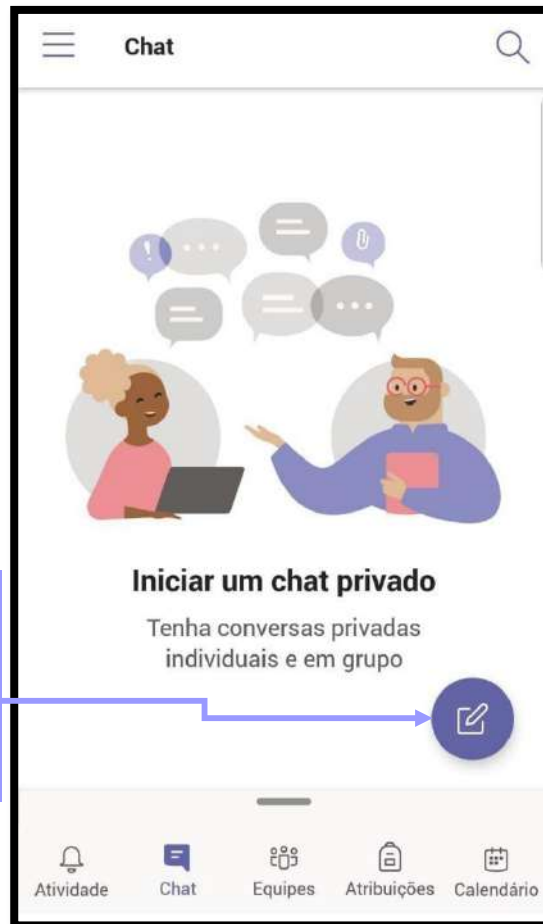 Chat
Iniciar um chat privado
Tenha conversas privadas
individuais e em grupo
Atividade
Chat
Equipes
Atribuições
Calendário